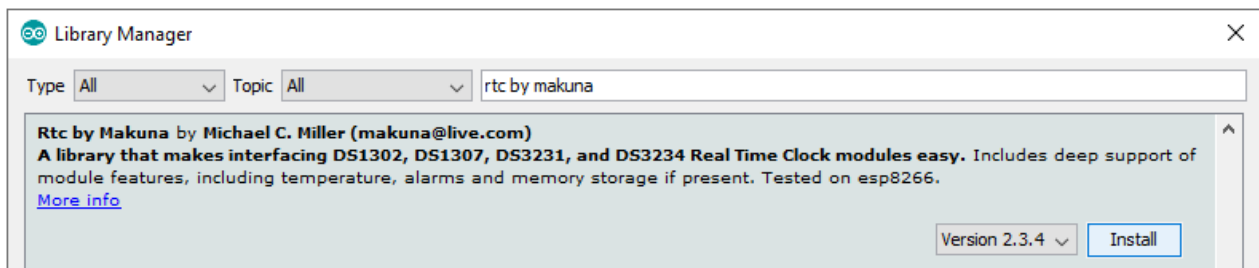 Library Manager
Type All Topic All rtc by makuna
Rtc by Makuna by Michael C. Miller (makuna@live.com)
A library that makes interfacing DS1302, DS1307, DS3231, and DS3234 Real Time Clock modules easy. Includes deep support of
module features, including temperature, alarms and memory storage if present. Tested on esp8266.
More info
Version 2.3.4 Install